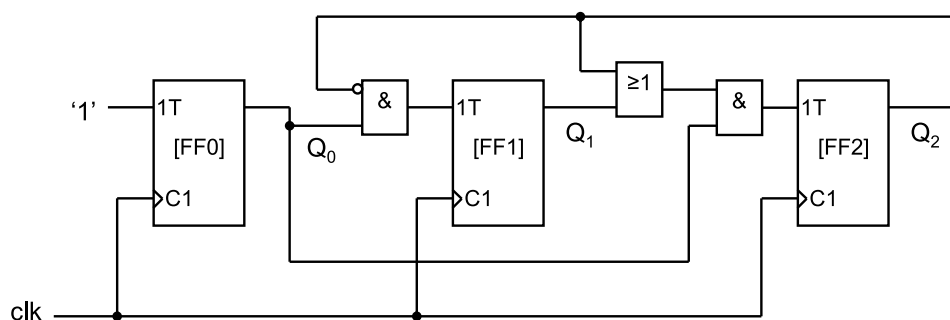 ‘1’
1T
[FF0]
C1
Q0
&
1T
[FF1]
C1
Q1
≥1
&
1T
[FF2]
C1
Q2
clk